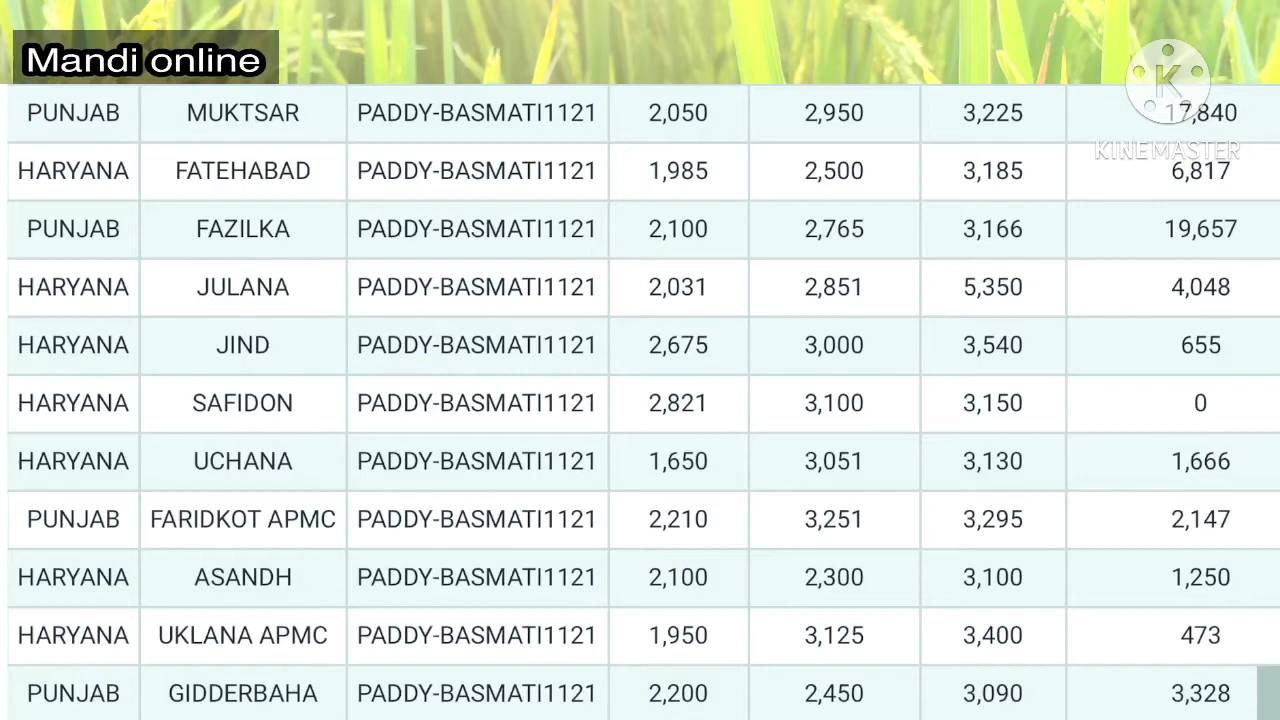 Mandi online
PUNJAB MUKTSAR PADDY-BASMATI1121 2,050 2,950 3,225 17,840
KINEMASTER
HARYANA FATEHABAD PADDY-BASMATI1121 1,985 2,500 3,185 6,817
PUNJAB FAZILKA PADDY-BASMATI1121 2,100 2,765 3,166 19,657
HARYANA JULANA PADDY-BASMATI1121 2,031 2,851 5,350 4,048
HARYANA JIND PADDY-BASMATI1121 2,675 3,000 3,540 655
HARYANA SAFIDON PADDY-BASMATI1121 2,821 3,100 3,150 0
HARYANA UCHANA PADDY-BASMATI1121 1,650 3,051 3,130 1,666
PUNJAB FARIDKOT APMC PADDY-BASMATI1121 2,210 3,251 3,295 2,147
HARYANA ASANDH PADDY-BASMATI1121 2,100 2,300 3,100 1,250
HARYANA UKLANA APMC PADDY-BASMATI1121 1,950 3,125 3,400 473
PUNJAB GIDDERBAHA PADDY-BASMATI1121 2,200 2,450 3,090 3,328